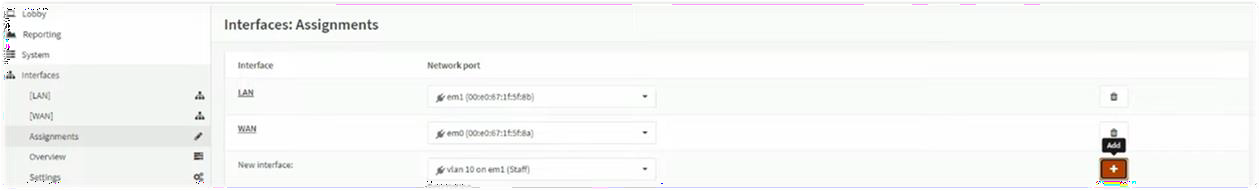 Lobby
Reporting
System
Interfaces
[LAN]
[WAN]
Assignments
Overview
Settings
Interfaces: Assignments
Interface Network port
LAN em1 (00:e0:67:1f:5f:8b)
WAN em0 (00:e0:67:1f:5f:8a)
Add
New interface: vlan 10 on em1 (Staff)